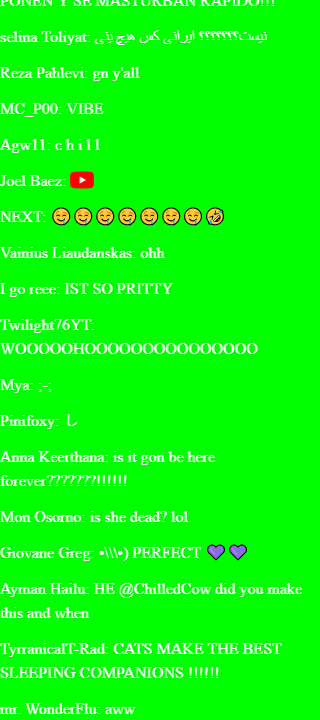 PONEN Y SE MASTURBAN RAPIDO!!!
selina Toliyat: نیست؟؟؟؟؟؟؟ ایرانی کس هیچ یتی
Reza Pahlevi: gn y'all
MC_P00: VIBE
Agw11: c h i l l
Joel Baez:
NEXT: 😊😊😊😊😊😊😊🤣
Vainius Liaudanskas: ohh
I go reee: IST SO PRITTY
Twilight76YT:
WOOOOOHOOOOOOOOOOOOOOOO
Mya: ;-;
Pinifoxy: し
Anna Keerthana: is it gon be here
forever???????!!!!!!
Mon Osorno: is she dead? lol
Giovane Greg: •\\\•) PERFECT 💜💜
Ayman Hailu: HE @ChilledCow did you make
this and when
TyrranicalT-Rad: CATS MAKE THE BEST
SLEEPING COMPANIONS !!!!!!
mr. WonderFlu: aww